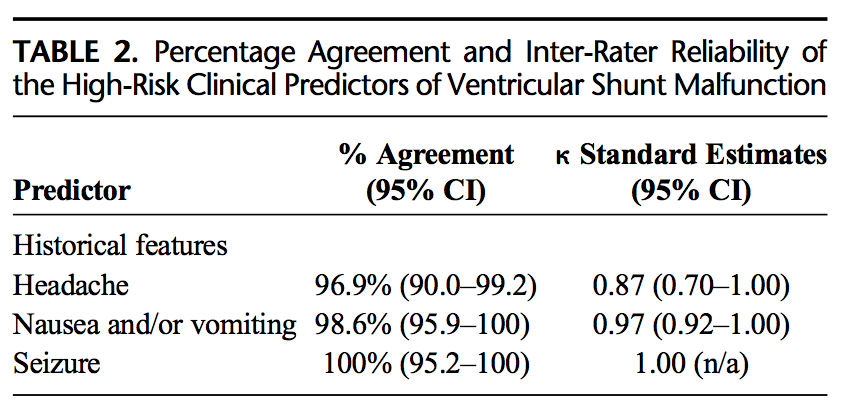 TABLE 2. Percentage Agreement and Inter-Rater Reliability of
the High-Risk Clinical Predictors of Ventricular Shunt Malfunction
% Agreement κ Standard Estimates
Predictor (95% CI) (95% CI)
Historical features
Headache 96.9% (90.0–99.2) 0.87 (0.70–1.00)
Nausea and/or vomiting 98.6% (95.9–100) 0.97 (0.92–1.00)
Seizure 100% (95.2–100) 1.00 (n/a)